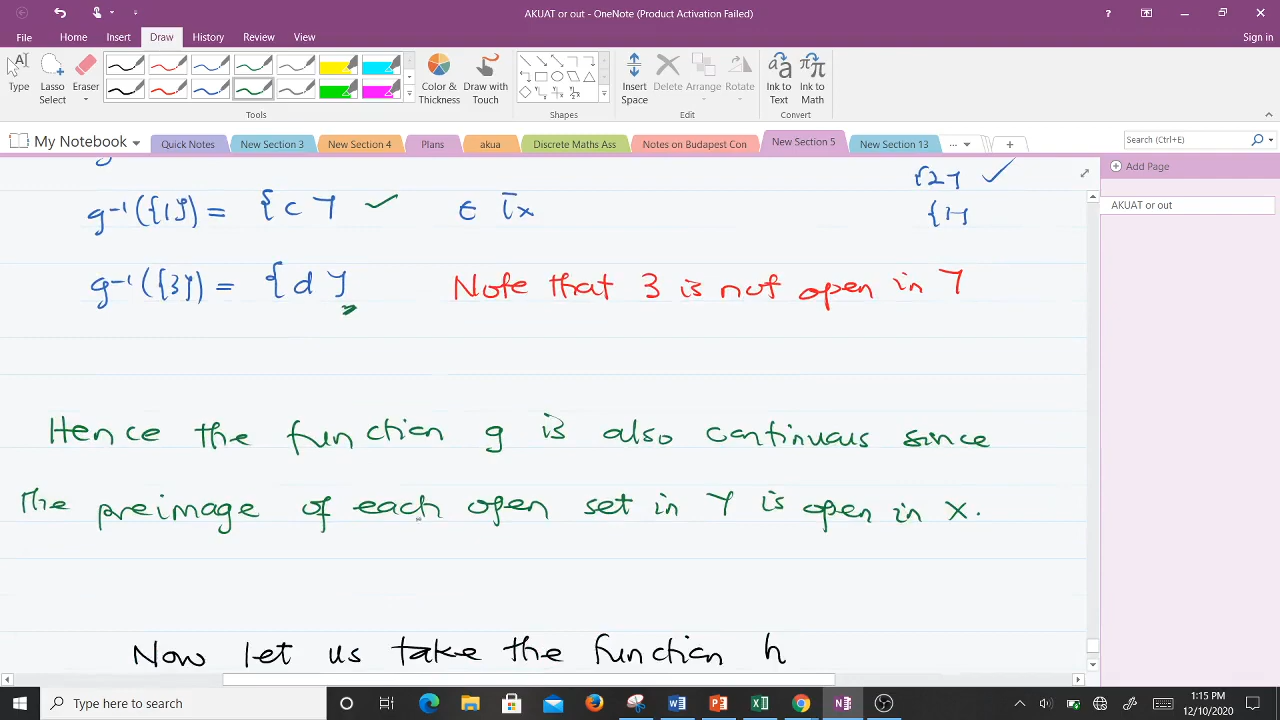 AKUAT or out - OneNote (Product Activation Failed)
File Home Insert Draw History Review View Sign in
Type Lasso Select Eraser Color & Thickness Draw with Touch Insert Space Delete Arrange Rotate Ink to Text Ink to Math
Tools Shapes Edit Convert
My Notebook Quick Notes New Section 3 New Section 4 Plans akua Discrete Maths Ass Notes on Budapest Con New Section 5 New Section 13 ... Search (Ctrl+E)
Add Page
AKUAT or out
{2}
g⁻¹({1}) = {c} ✓ ∈ τx
g⁻¹({3}) = {d} Note that 3 is not open in Y
Hence the function g is also continuous since
the preimage of each open set in Y is open in X.
Now let us take the function h
Type here to search
1:15 PM
12/10/2020